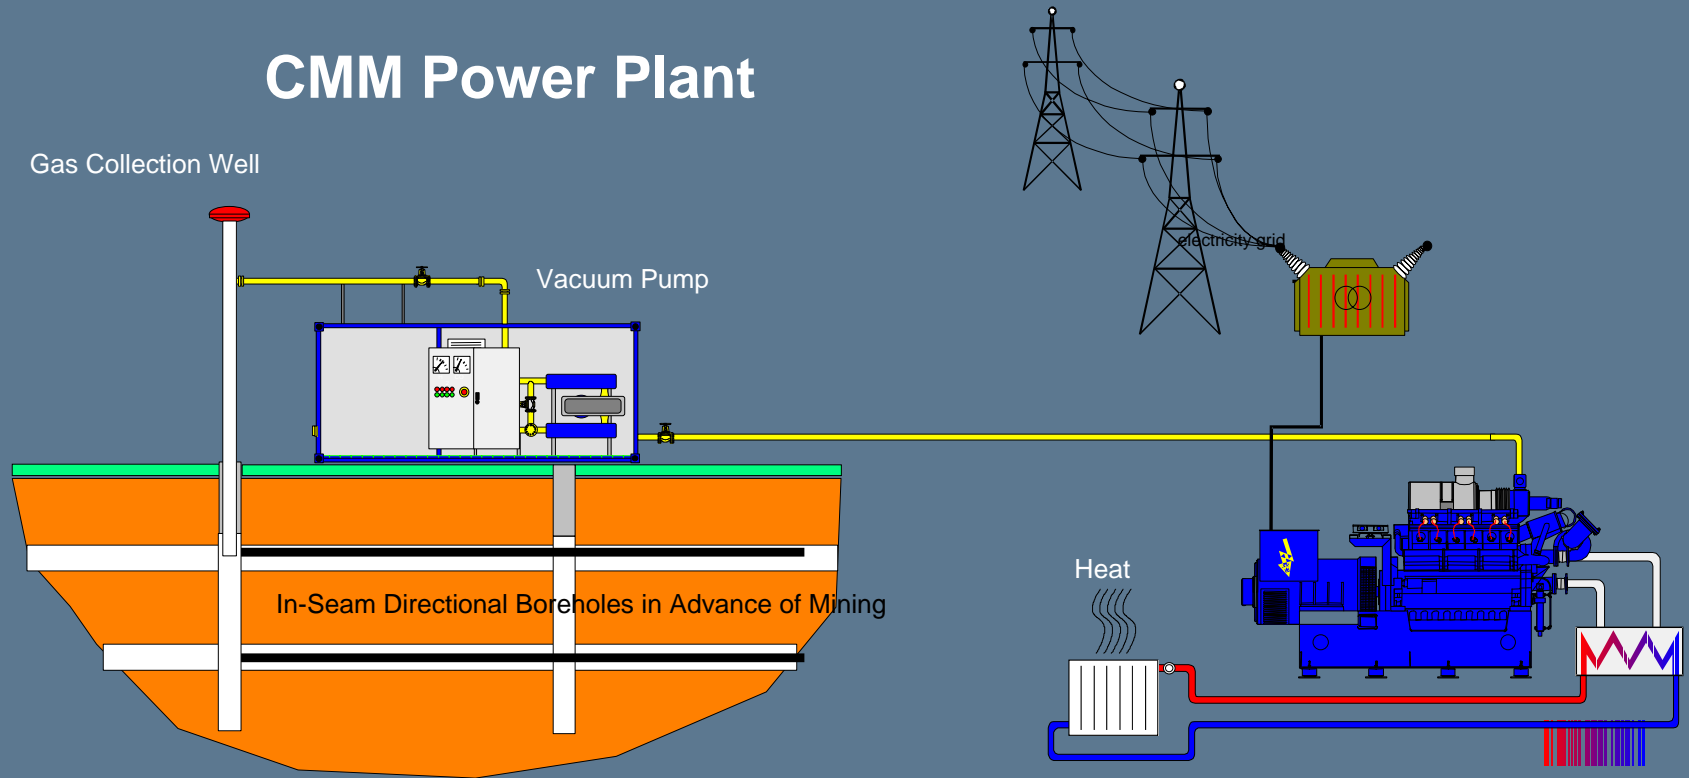 CMM Power Plant
Gas Collection Well
Vacuum Pump
electricity grid
In-Seam Directional Boreholes in Advance of Mining
Heat